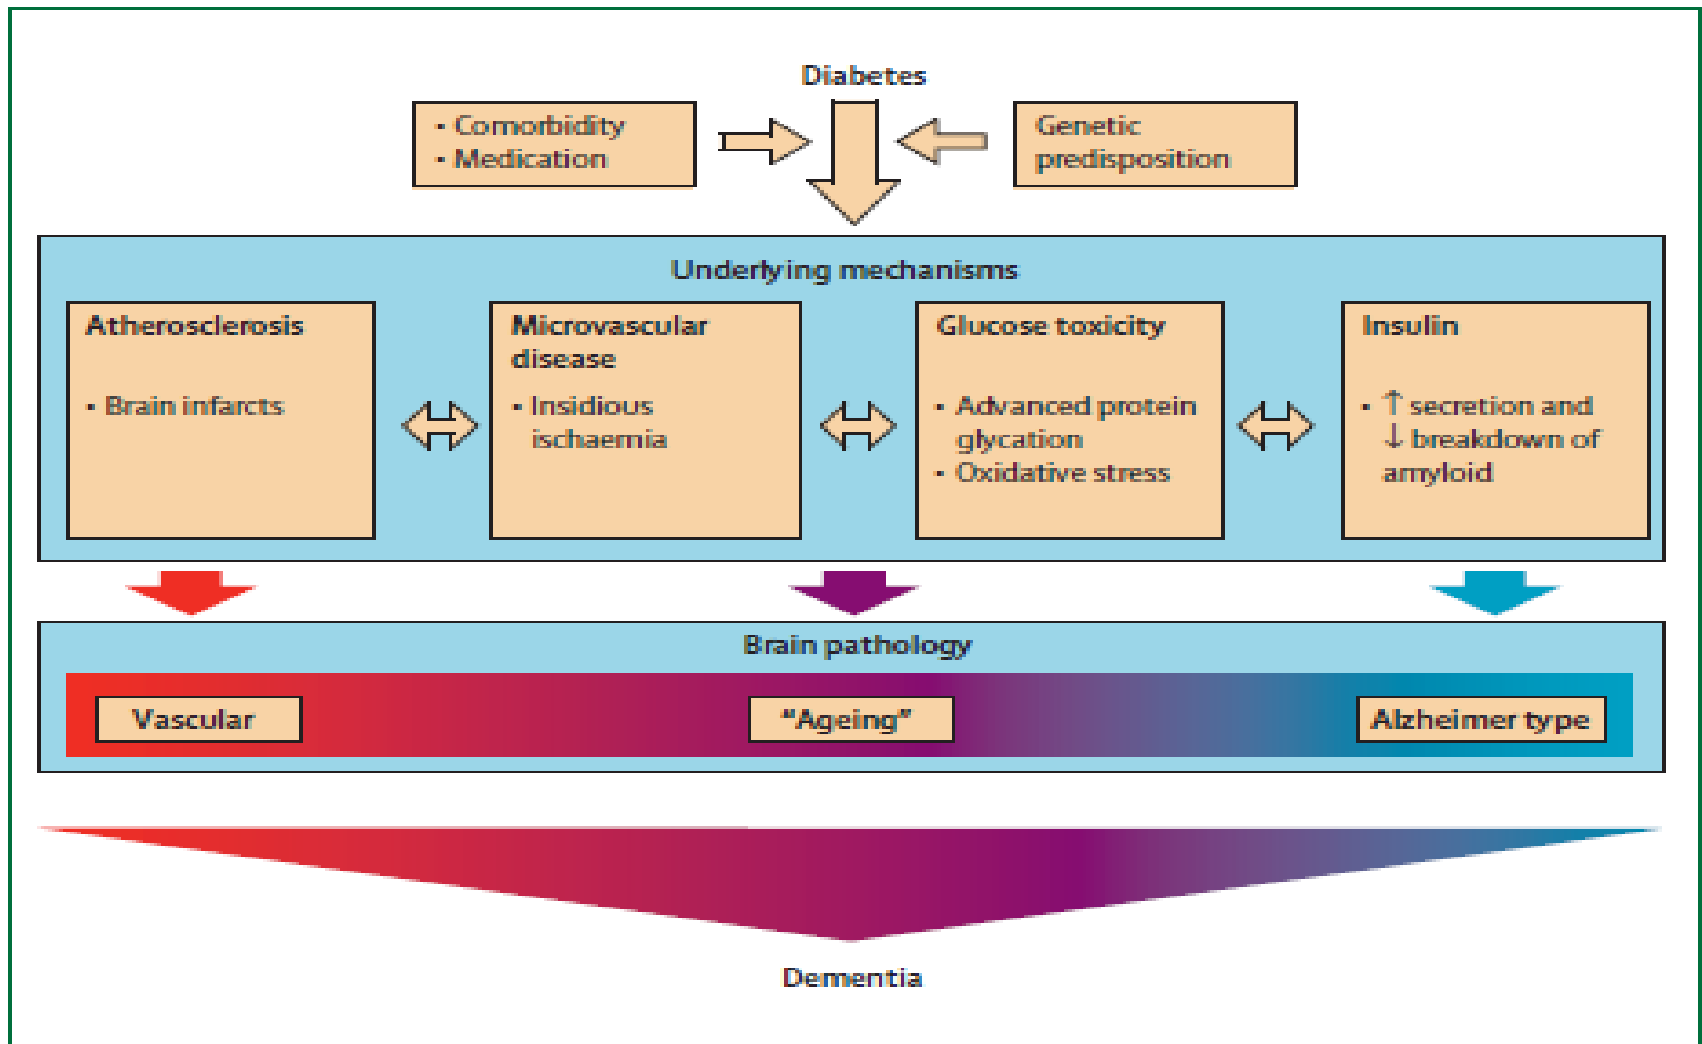 Diabetes
▪ Comorbidity
▪ Medication
Genetic
predisposition
Underlying mechanisms
Atherosclerosis
▪ Brain infarcts
Microvascular
disease
▪ Insidious
ischaemia
Glucose toxicity
▪ Advanced protein
glycation
▪ Oxidative stress
Insulin
▪ ↑ secretion and
↓ breakdown of
amyloid
Brain pathology
Vascular
“Ageing”
Alzheimer type
Dementia